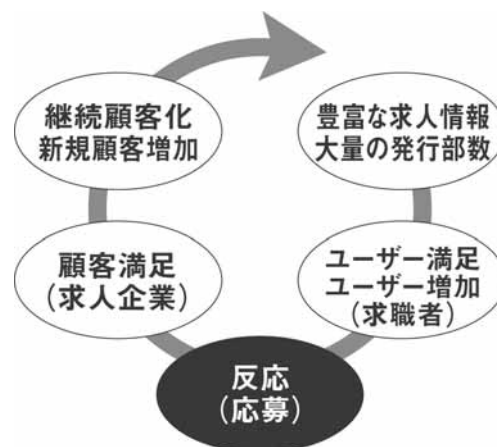 継続顧客化
新規顧客増加
豊富な求人情報
大量の発行部数
顧客満足
(求人企業)
ユーザー満足
ユーザー増加
(求職者)
反応
(応募)